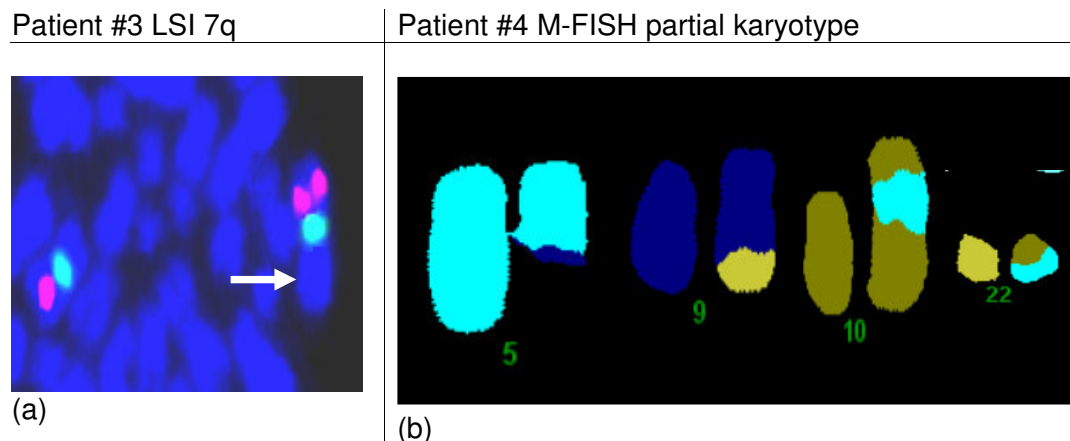 Patient #3 LSI 7q
Patient #4 M-FISH partial karyotype
5
9
10
22
(a)
(b)